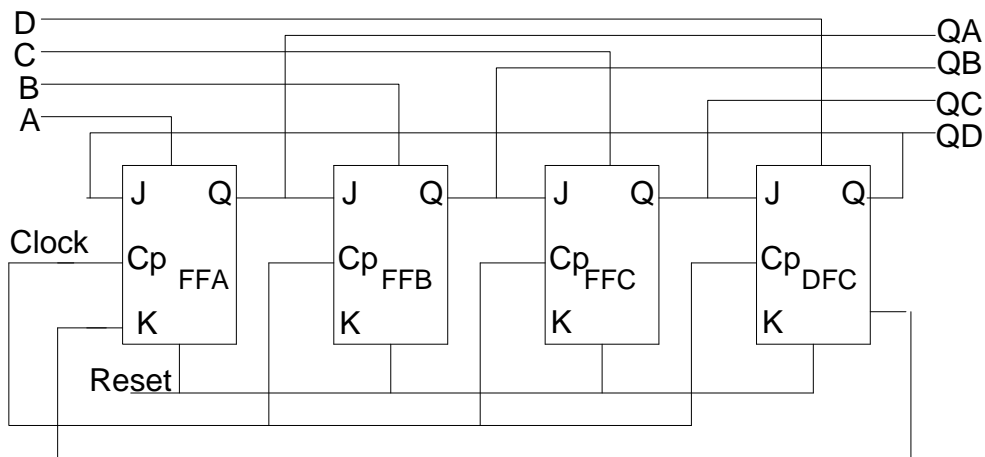 D
QA
C
QB
B
QC
A
QD
J Q J Q J Q J Q
Clock
Cp Cp Cp Cp
FFA FFB FFC DFC
K K K K
Reset